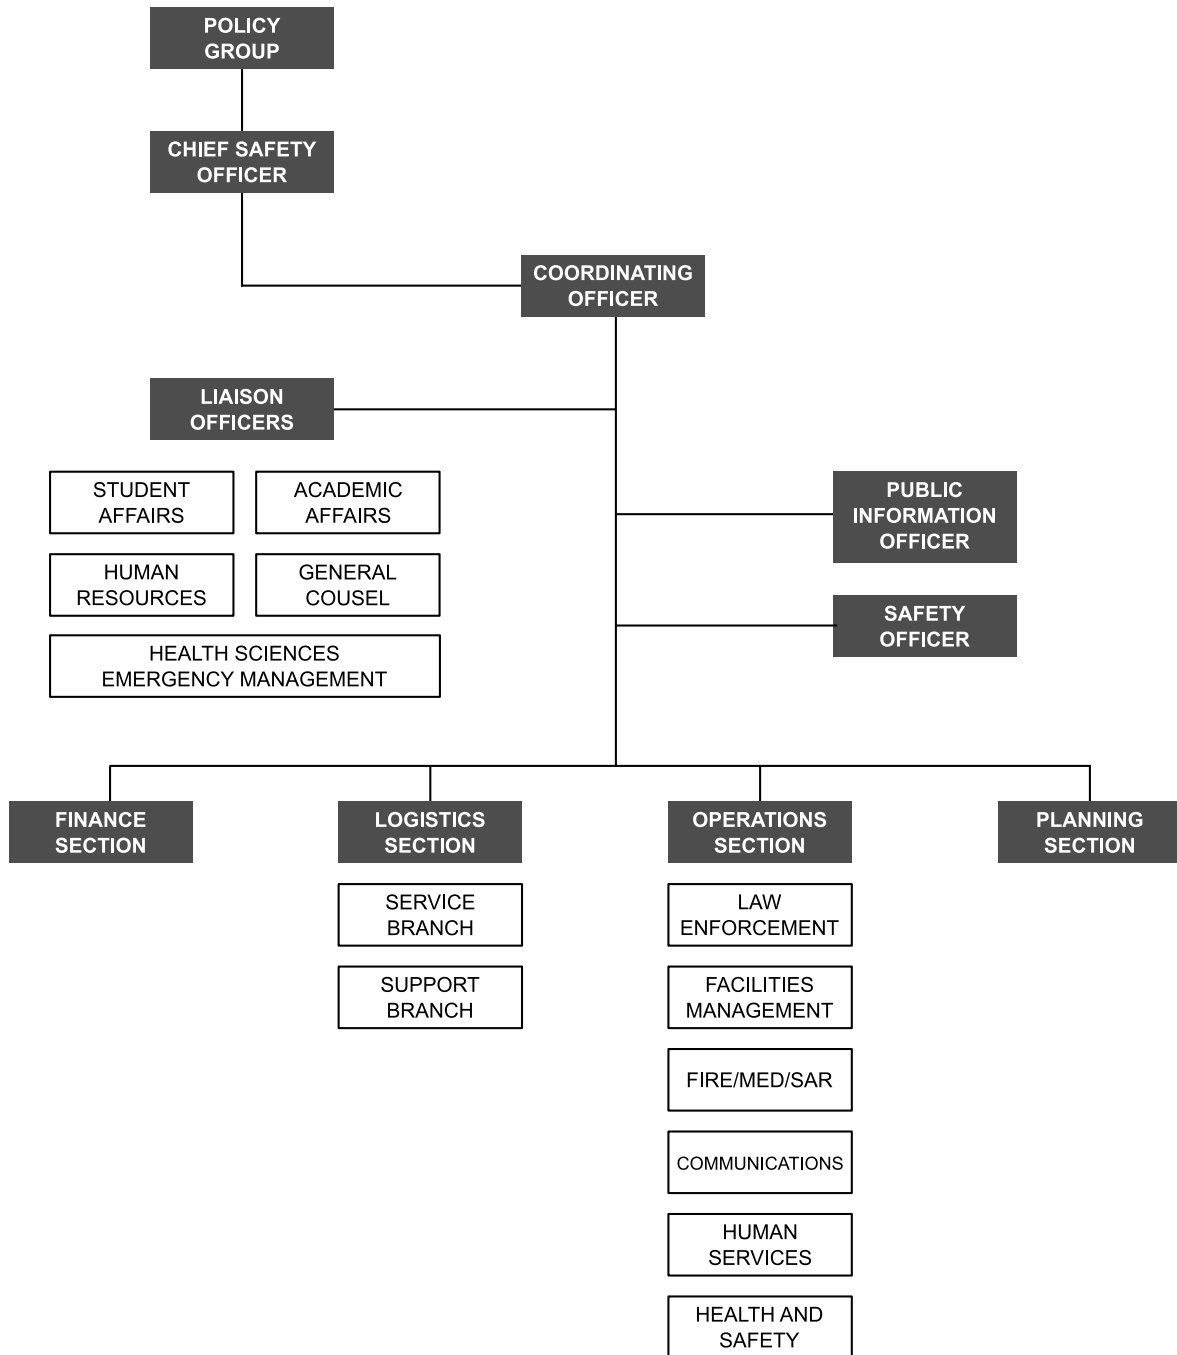 POLICY
GROUP
CHIEF SAFETY
OFFICER
COORDINATING
OFFICER
LIAISON
OFFICERS
STUDENT
AFFAIRS
ACADEMIC
AFFAIRS
HUMAN
RESOURCES
GENERAL
COUSEL
HEALTH SCIENCES
EMERGENCY MANAGEMENT
PUBLIC
INFORMATION
OFFICER
SAFETY
OFFICER
FINANCE
SECTION
LOGISTICS
SECTION
SERVICE
BRANCH
SUPPORT
BRANCH
OPERATIONS
SECTION
LAW
ENFORCEMENT
FACILITIES
MANAGEMENT
FIRE/MED/SAR
COMMUNICATIONS
HUMAN
SERVICES
HEALTH AND
SAFETY
PLANNING
SECTION